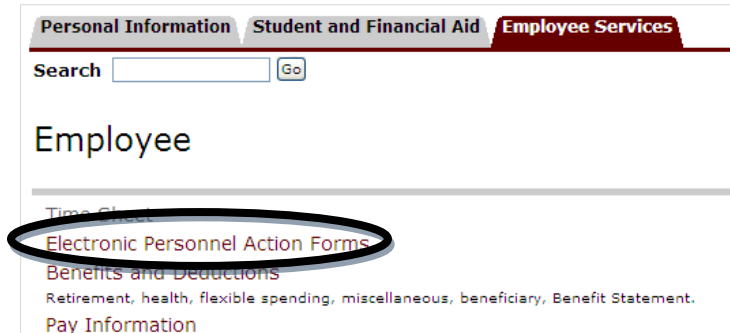 Personal Information Student and Financial Aid Employee Services
Search Go
Employee
Time Sheet
Electronic Personnel Action Forms
Benefits and Deductions
Retirement, health, flexible spending, miscellaneous, beneficiary, Benefit Statement.
Pay Information